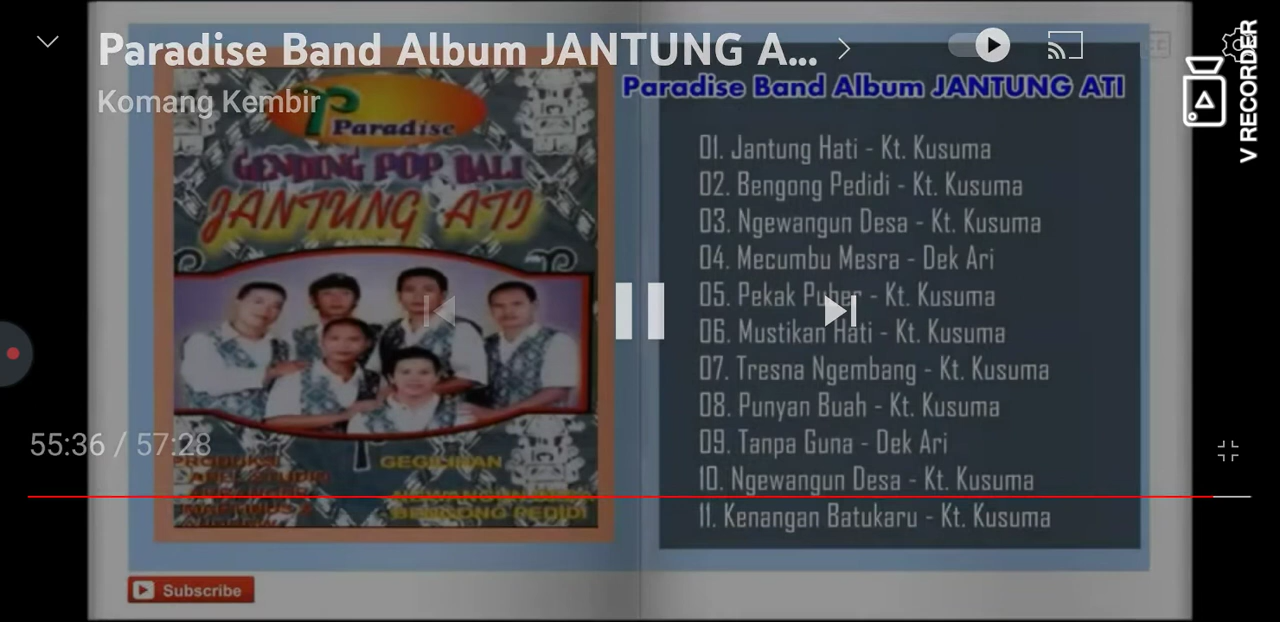 Paradise Band Album JANTUNG A...
Komang Kembir
Paradise
GENDING POP BALI
JANTUNG ATI
GEGIRIRAN
BENGONG PEDIDI
Paradise Band Album JANTUNG ATI
01. Jantung Hati - Kt. Kusuma
02. Bengong Pedidi - Kt. Kusuma
03. Ngewangun Desa - Kt. Kusuma
04. Mecumbu Mesra - Dek Ari
05. Pekak Puber - Kt. Kusuma
06. Mustikan Hati - Kt. Kusuma
07. Tresna Ngembang - Kt. Kusuma
08. Punyan Buah - Kt. Kusuma
09. Tanpa Guna - Dek Ari
10. Ngewangun Desa - Kt. Kusuma
11. Kenangan Batukaru - Kt. Kusuma
55:36 / 57:28
Subscribe
V RECORDER